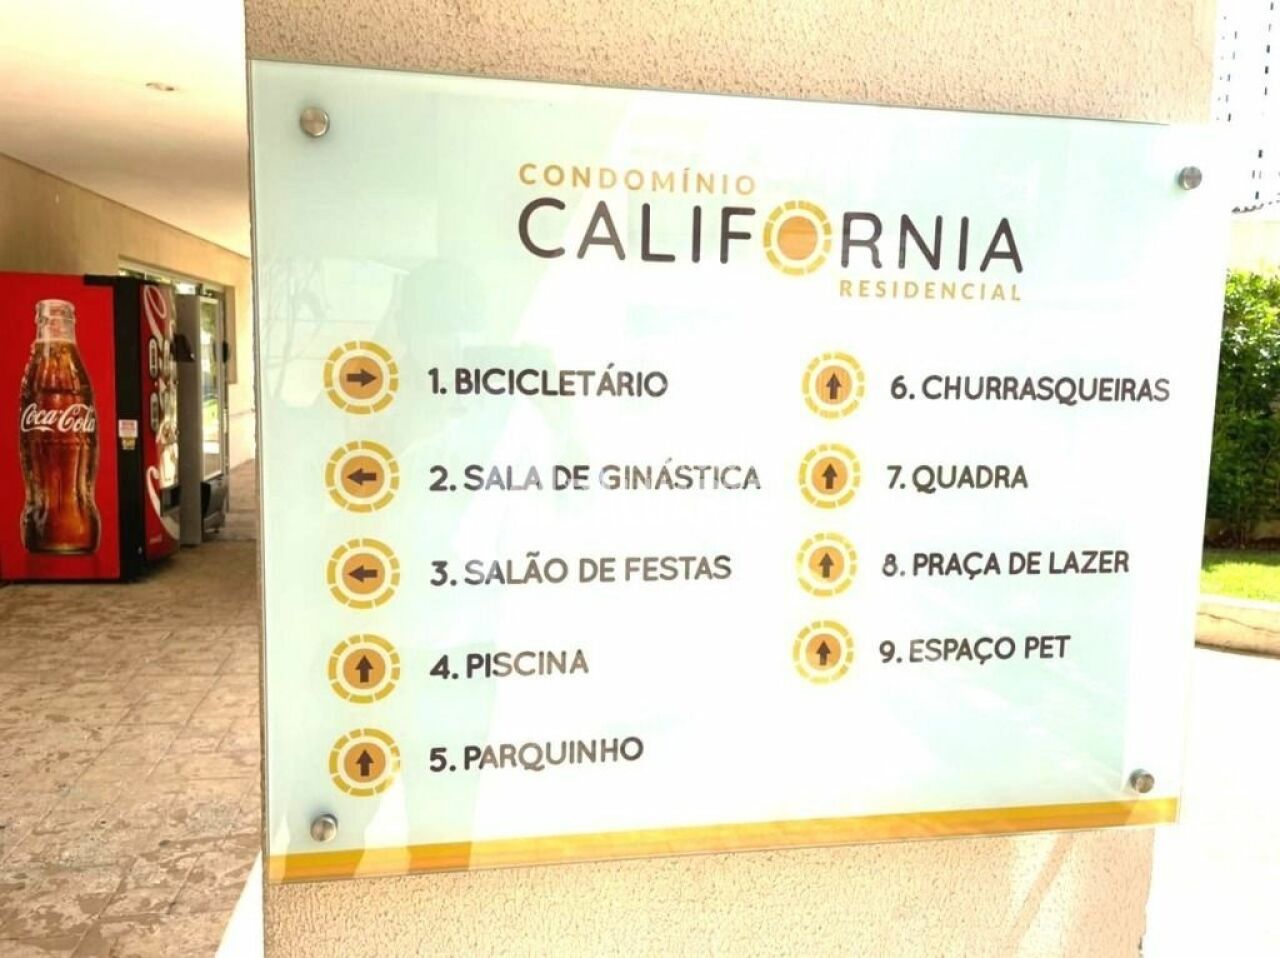 CONDOMÍNIO
CALIFORNIA
RESIDENCIAL
1. BICICLETÁRIO
2. SALA DE GINÁSTICA
3. SALÃO DE FESTAS
4. PISCINA
5. PARQUINHO
6. CHURRASQUEIRAS
7. QUADRA
8. PRAÇA DE LAZER
9. ESPAÇO PET
Coca-Cola